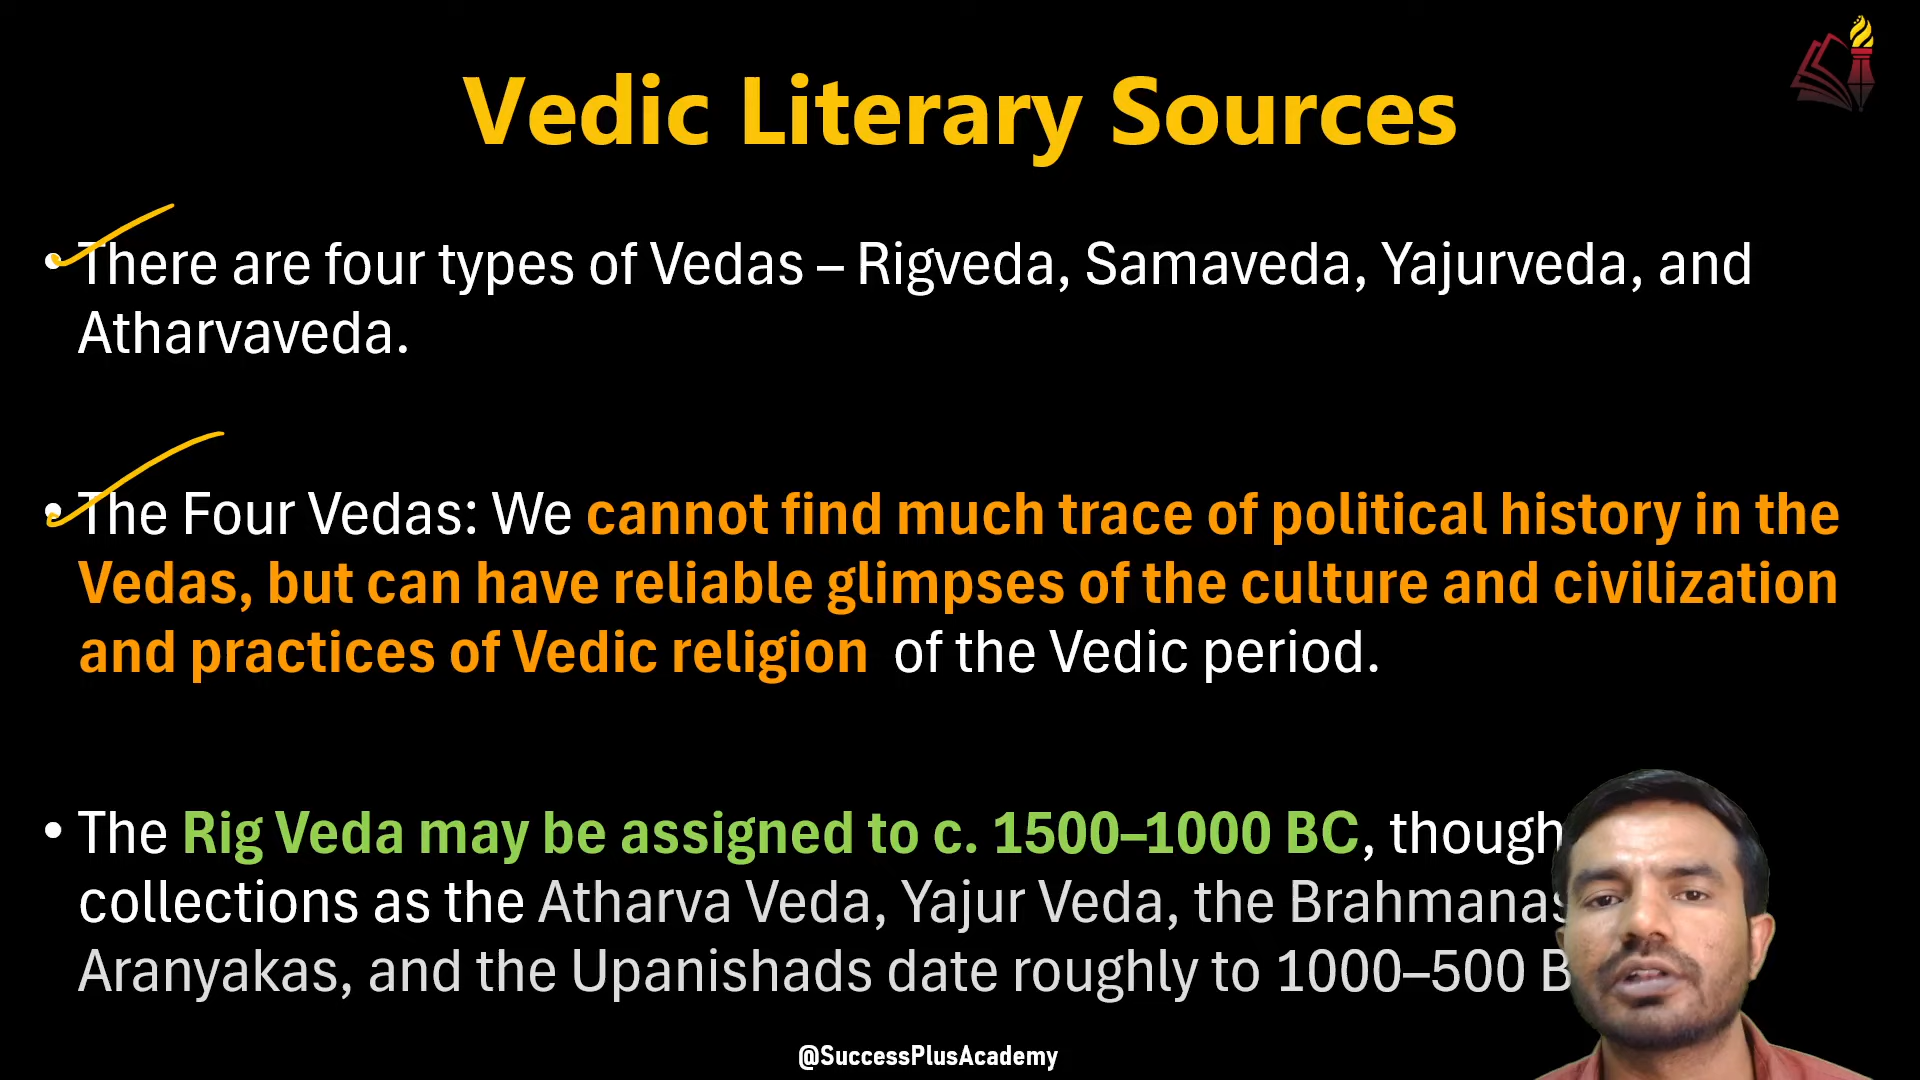 Vedic Literary Sources
• There are four types of Vedas – Rigveda, Samaveda, Yajurveda, and
Atharvaveda.
• The Four Vedas: We cannot find much trace of political history in the
Vedas, but can have reliable glimpses of the culture and civilization
and practices of Vedic religion of the Vedic period.
• The Rig Veda may be assigned to c. 1500–1000 BC, though
collections as the Atharva Veda, Yajur Veda, the Brahmanas
Aranyakas, and the Upanishads date roughly to 1000–500
@SuccessPlusAcademy